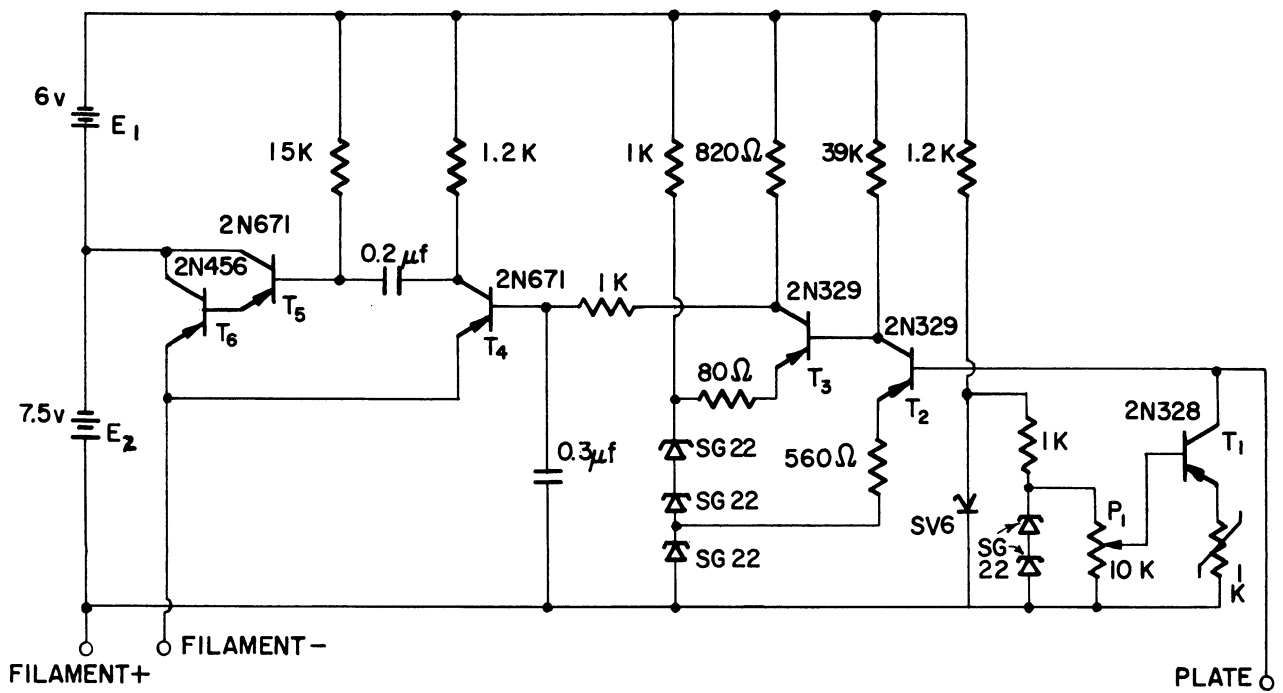 6v
E1
15K
1.2K
1K
820Ω
39K
1.2K
2N671
2N456
0.2μf
2N671
1K
2N329
2N329
T5
T6
T4
T3
T2
80Ω
7.5v
E2
2N328
T1
SG22
0.3μf
560Ω
1K
SG22
SV6
P1
SG22
SG
22
10K
1
K
FILAMENT-
FILAMENT+
PLATE